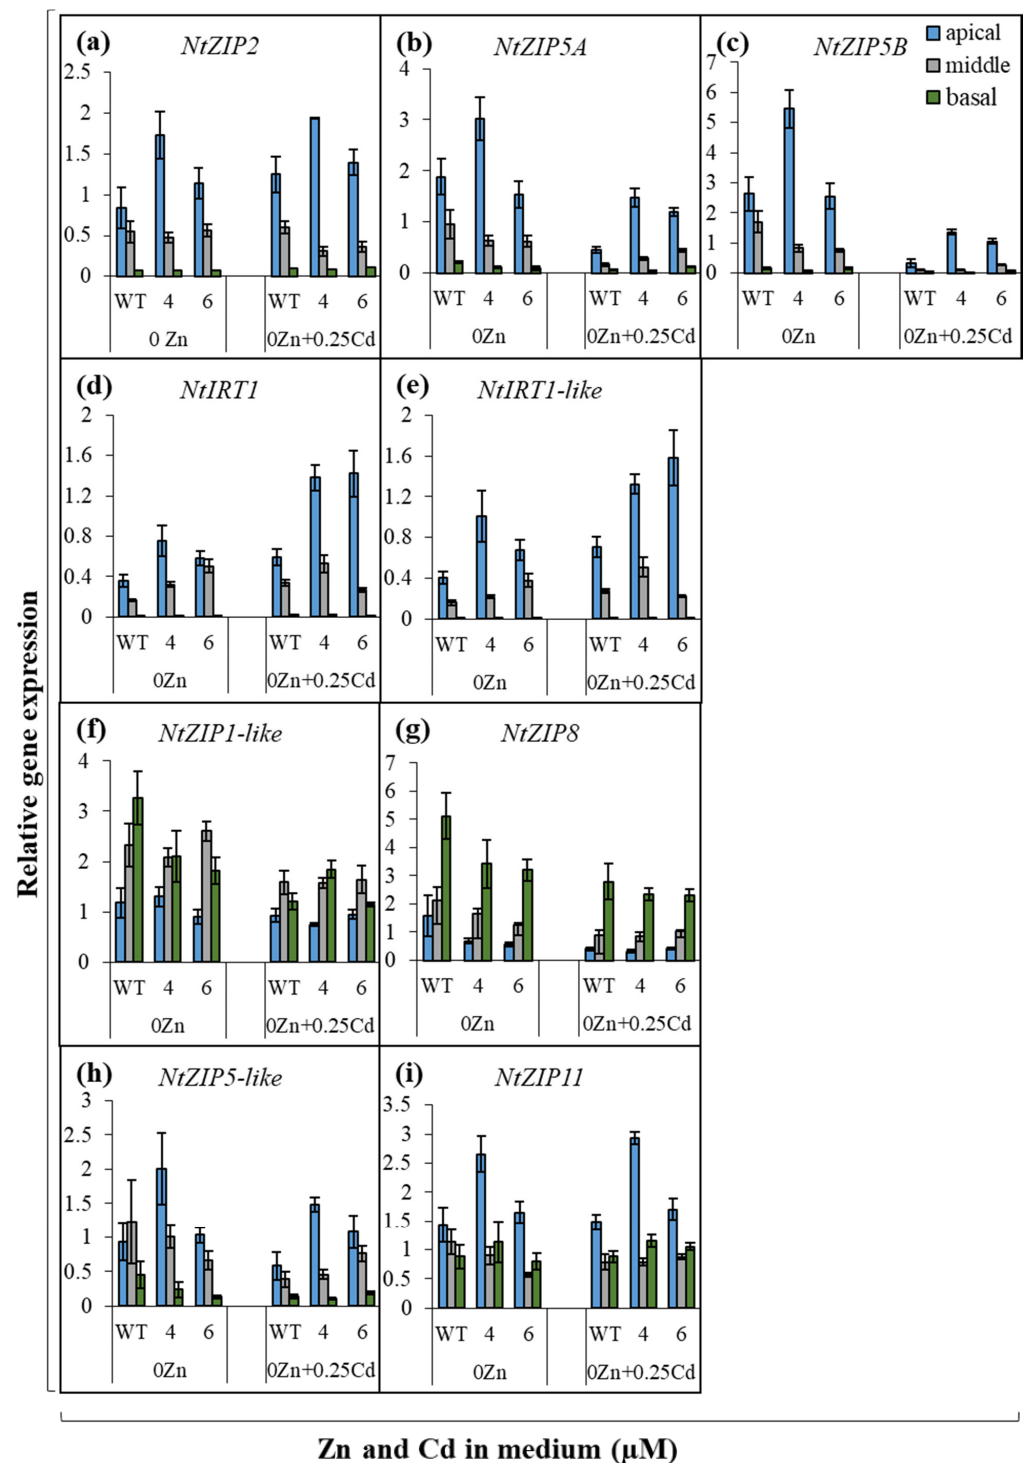 Relative gene expression
(a) NtZIP2
2.5
2
1.5
1
0.5
0
WT 4 6 WT 4 6
0 Zn 0Zn+0.25Cd
(b) NtZIP5A
4
3
2
1
0
WT 4 6 WT 4 6
0Zn 0Zn+0.25Cd
(c) NtZIP5B
apical
middle
basal
7
6
5
4
3
2
1
0
WT 4 6 WT 4 6
0Zn 0Zn+0.25Cd
(d) NtIRT1
2
1.6
1.2
0.8
0.4
0
WT 4 6 WT 4 6
0Zn 0Zn+0.25Cd
(e) NtIRT1-like
2
1.6
1.2
0.8
0.4
0
WT 4 6 WT 4 6
0Zn 0Zn+0.25Cd
(f) NtZIP1-like
4
3
2
1
0
WT 4 6 WT 4 6
0Zn 0Zn+0.25Cd
(g) NtZIP8
7
6
5
4
3
2
1
0
WT 4 6 WT 4 6
0Zn 0Zn+0.25Cd
(h) NtZIP5-like
3
2.5
2
1.5
1
0.5
0
WT 4 6 WT 4 6
0Zn 0Zn+0.25Cd
(i) NtZIP11
3.5
3
2.5
2
1.5
1
0.5
0
WT 4 6 WT 4 6
0Zn 0Zn+0.25Cd
Zn and Cd in medium (µM)